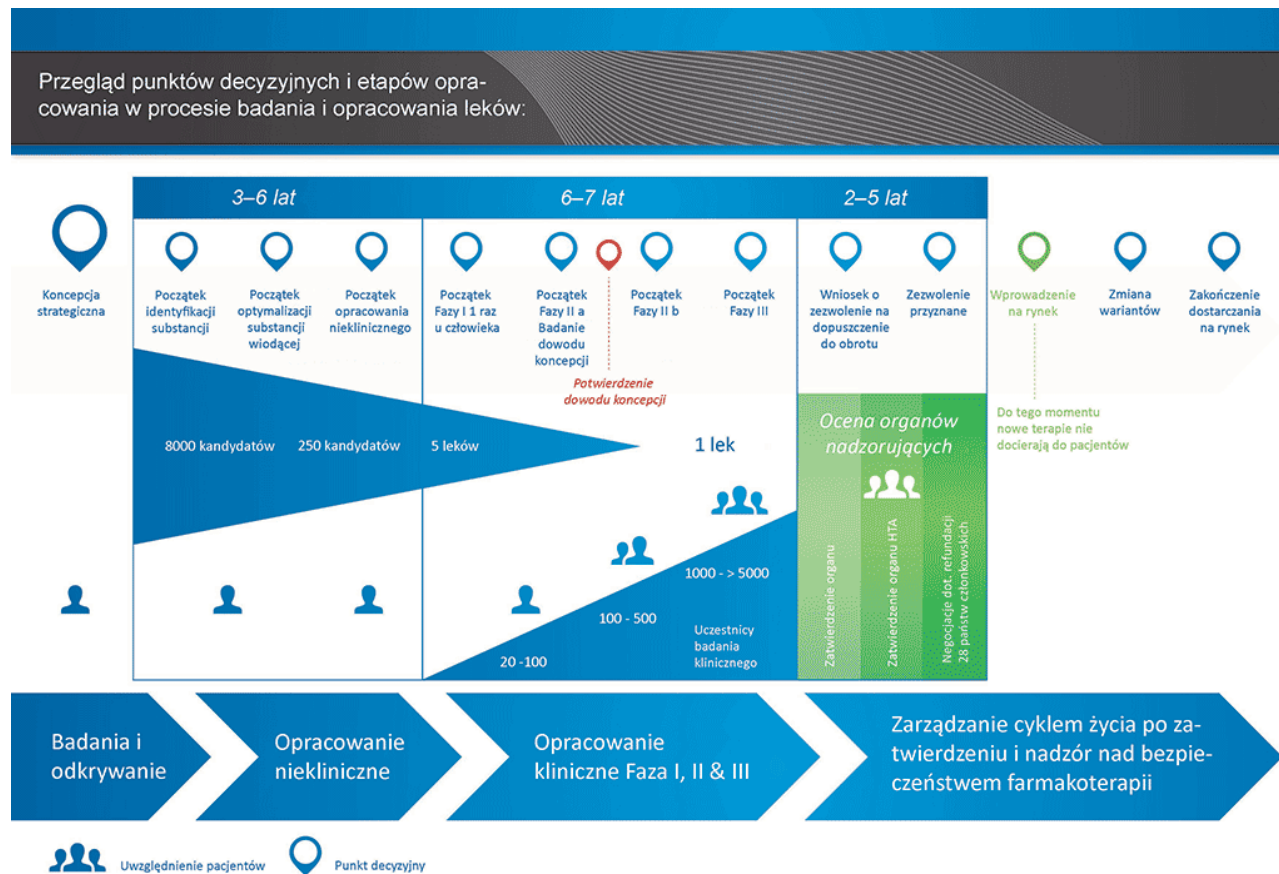 Przegląd punktów decyzyjnych i etapów opra-
cowania w procesie badania i opracowania leków:
3–6 lat
6–7 lat
2–5 lat
Koncepcja
strategiczna
Początek
identyfikacji
substancji
Początek
optymalizacji
substancji
wiodącej
Początek
opracowania
nieklinicznego
Początek
Fazy I 1 raz
u człowieka
Początek
Fazy II a
Badanie
dowodu
koncepcji
Potwierdzenie
dowodu koncepcji
Początek
Fazy II b
Początek
Fazy III
Wniosek o
zezwolenie na
dopuszczenie
do obrotu
Zezwolenie
przyznane
Wprowadzenie
na rynek
Zmiana
wariantów
Zakończenie
dostarczania
na rynek
Do tego momentu
nowe terapie nie
docierają do pacjentów
8000 kandydatów
250 kandydatów
5 leków
1 lek
Ocena organów
nadzorujących
20 -100
100 - 500
1000 - > 5000
Uczestnicy
badania
klinicznego
Zatwierdzenie organu
Zatwierdzenie organu HTA
Negocjacje dot. refundacji
28 państw członkowskich
Badania i
odkrywanie
Opracowanie
niekliniczne
Opracowanie
kliniczne Faza I, II & III
Zarządzanie cyklem życia po za-
twierdzeniu i nadzór nad bezpie-
czeństwem farmakoterapii
Uwzględnienie pacjentów
Punkt decyzyjny